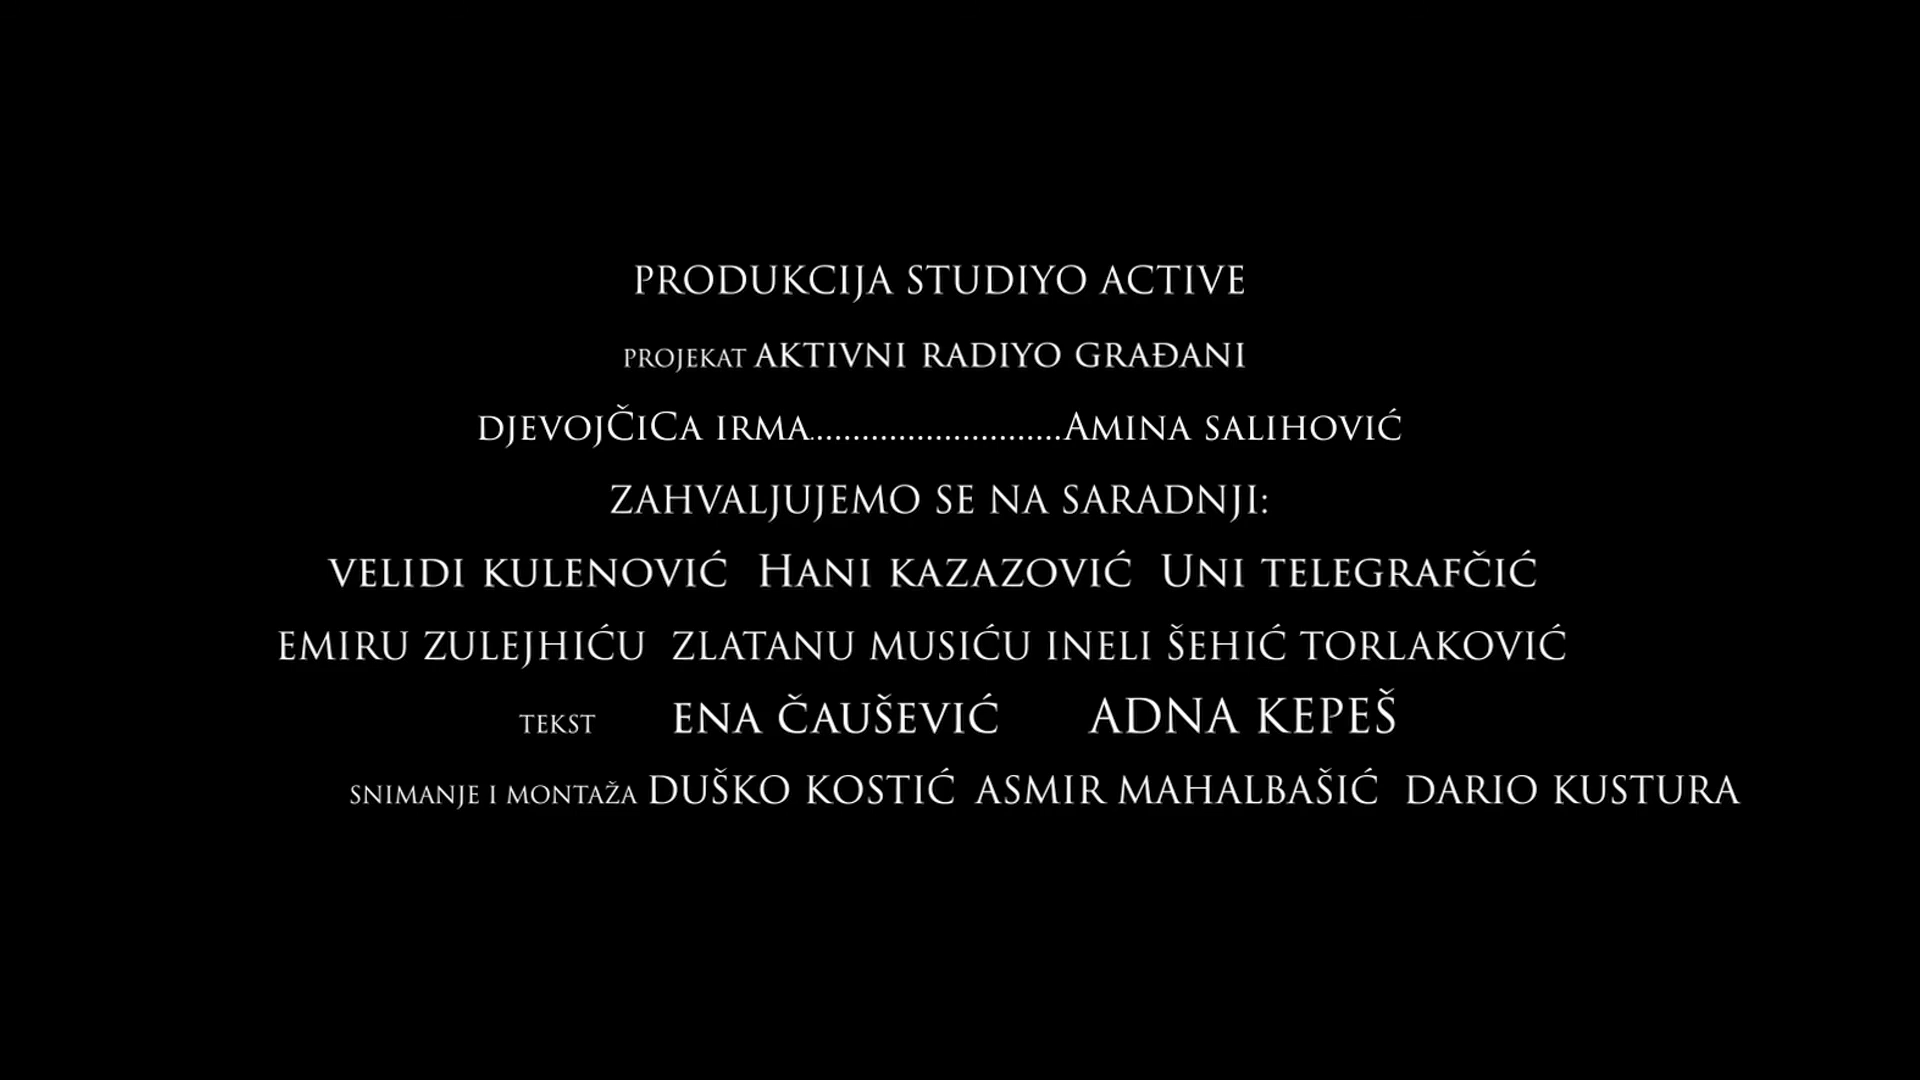 PRODUKCIJA STUDIYO ACTIVE
PROJEKAT AKTIVNI RADIYO GRAĐANI
DJEVOJČICA IRMA............................AMINA SALIHOVIĆ
ZAHVALJUJEMO SE NA SARADNJI:
VELIDI KULENOVIĆ HANI KAZAZOVIĆ UNI TELEGRAFČIĆ
EMIRU ZULEJHIĆU ZLATANU MUSIĆU INELI ŠEHIĆ TORLAKOVIĆ
TEKST ENA ČAUŠEVIĆ ADNA KEPEŠ
SNIMANJE I MONTAŽA DUŠKO KOSTIĆ ASMIR MAHALBAŠIĆ DARIO KUSTURA